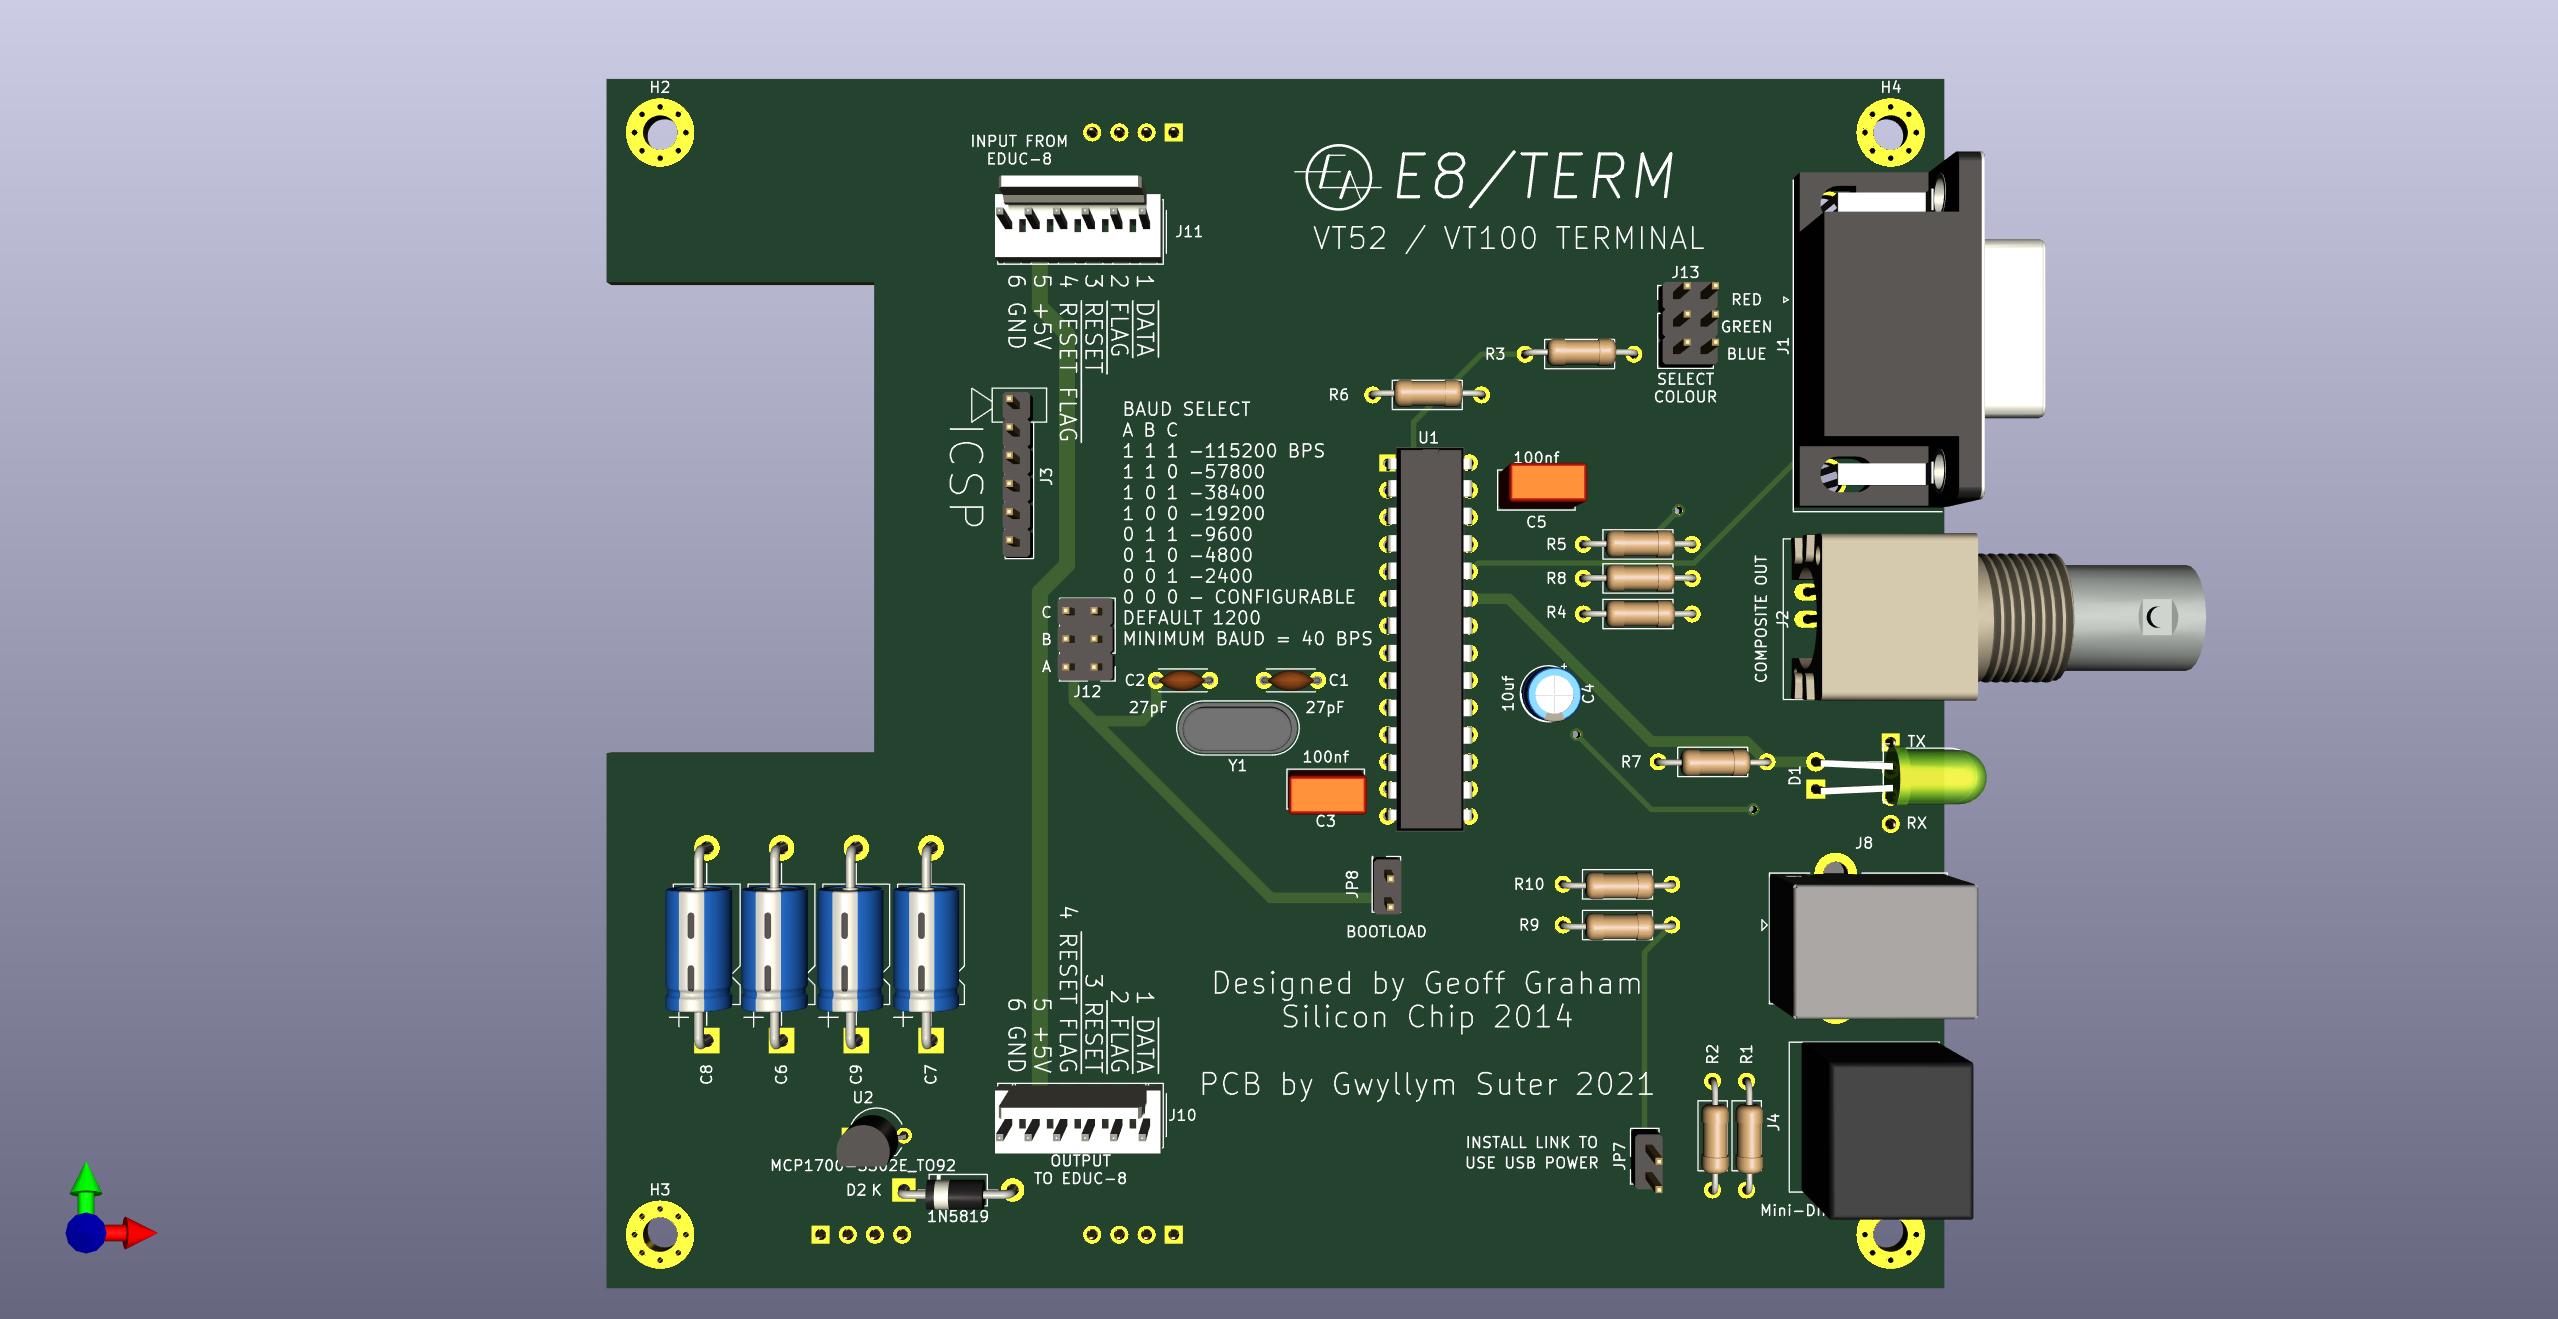 H2
H4
INPUT FROM
EDUC-8
EA E8/TERM
VT52 / VT100 TERMINAL
J11
1 DATA
2 FLAG
3 RESET
4 RESET FLAG
5 +5V
6 GND
J13
RED
GREEN
BLUE
SELECT
COLOUR
J1
R3
R6
U1
ICSP
J3
BAUD SELECT
A B C
1 1 1 -115200 BPS
1 1 0 -57800
1 0 1 -38400
1 0 0 -19200
0 1 1 -9600
0 1 0 -4800
0 0 1 -2400
0 0 0 - CONFIGURABLE
DEFAULT 1200
MINIMUM BAUD = 40 BPS
C
B
A
J12
100nf
C5
R5
R8
R4
COMPOSITE OUT
J2
C2
27pF
C1
27pF
Y1
10uf
+
C4
100nf
C3
R7
D1
TX
RX
J8
JP8
BOOTLOAD
R10
R9
Designed by Geoff Graham
Silicon Chip 2014
PCB by Gwyllym Suter 2021
1 DATA
2 FLAG
3 RESET
4 RESET FLAG
5 +5V
6 GND
J10
OUTPUT
TO EDUC-8
+
+
+
+
C8
C6
C9
C7
U2
MCP1700-3302E_TO92
D2 K
1N5819
H3
INSTALL LINK TO
USE USB POWER
JP7
R2
R1
J4